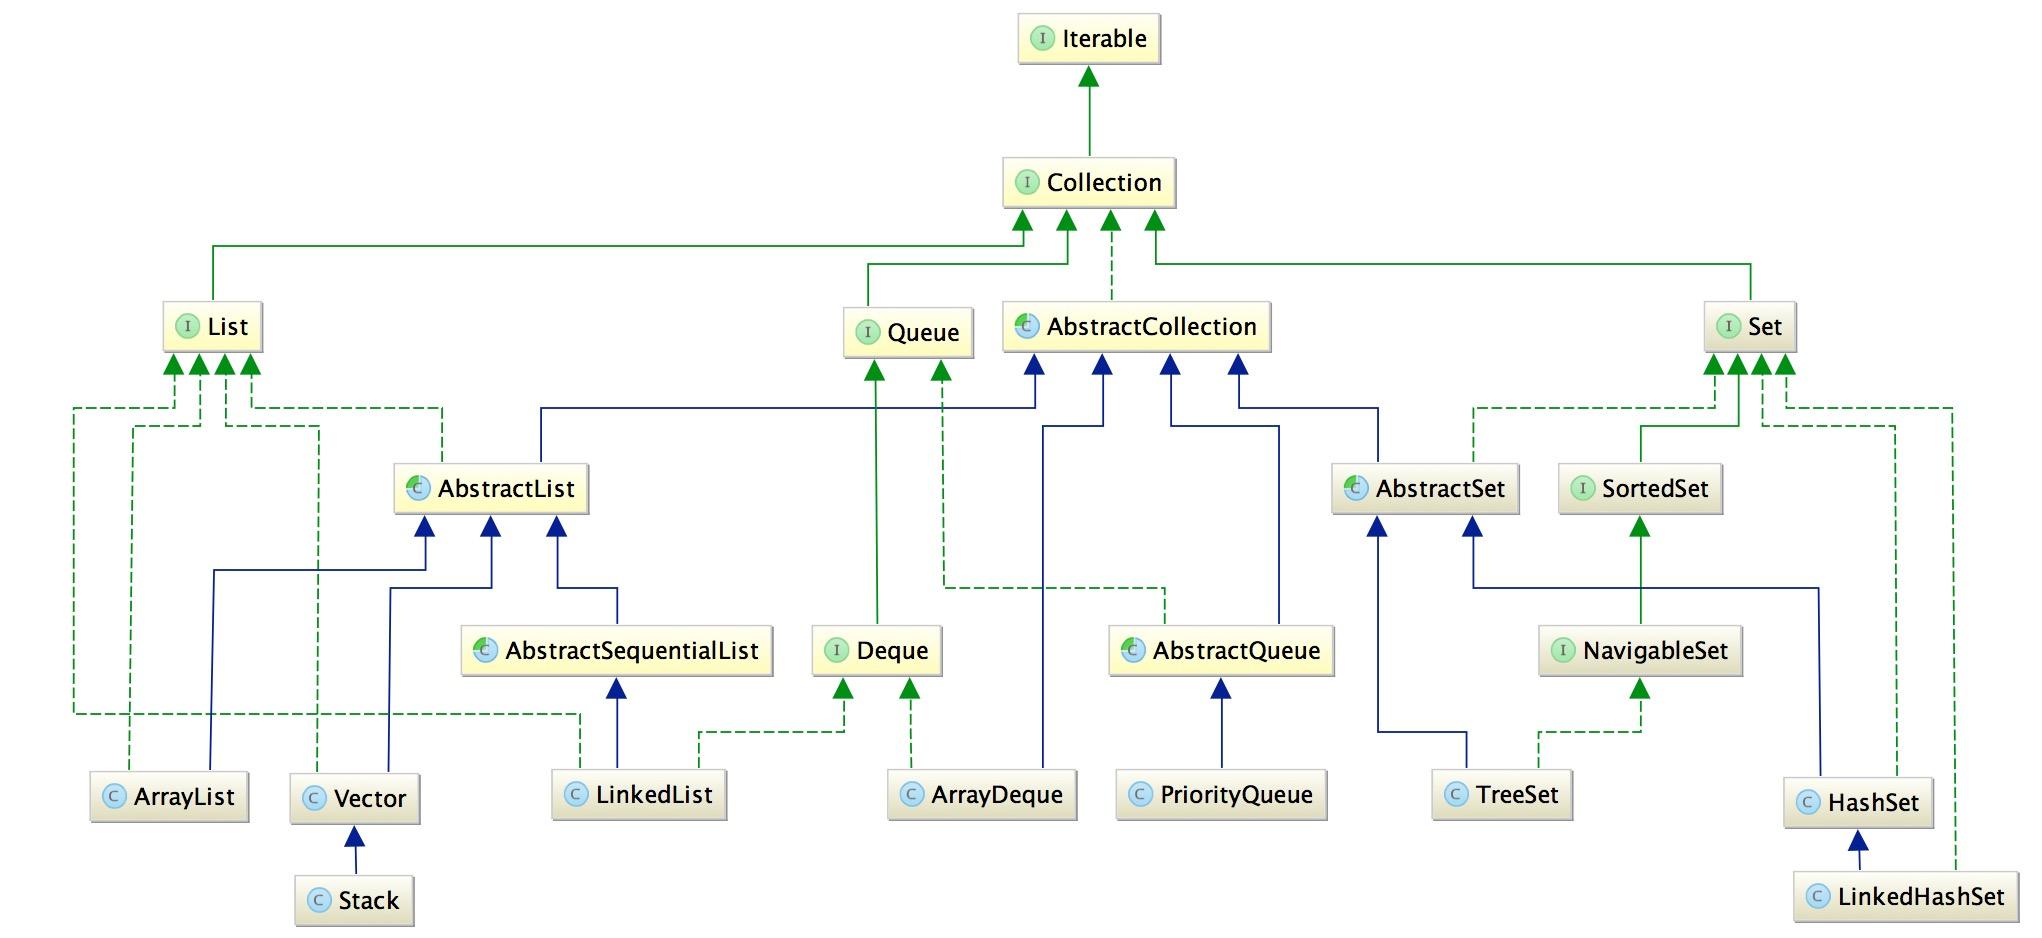 I Iterable
I Collection
I List
I Queue
C AbstractCollection
I Set
C AbstractList
C AbstractSet
I SortedSet
C AbstractSequentialList
I Deque
C AbstractQueue
I NavigableSet
C ArrayList
C Vector
C LinkedList
C ArrayDeque
C PriorityQueue
C TreeSet
C HashSet
C Stack
C LinkedHashSet